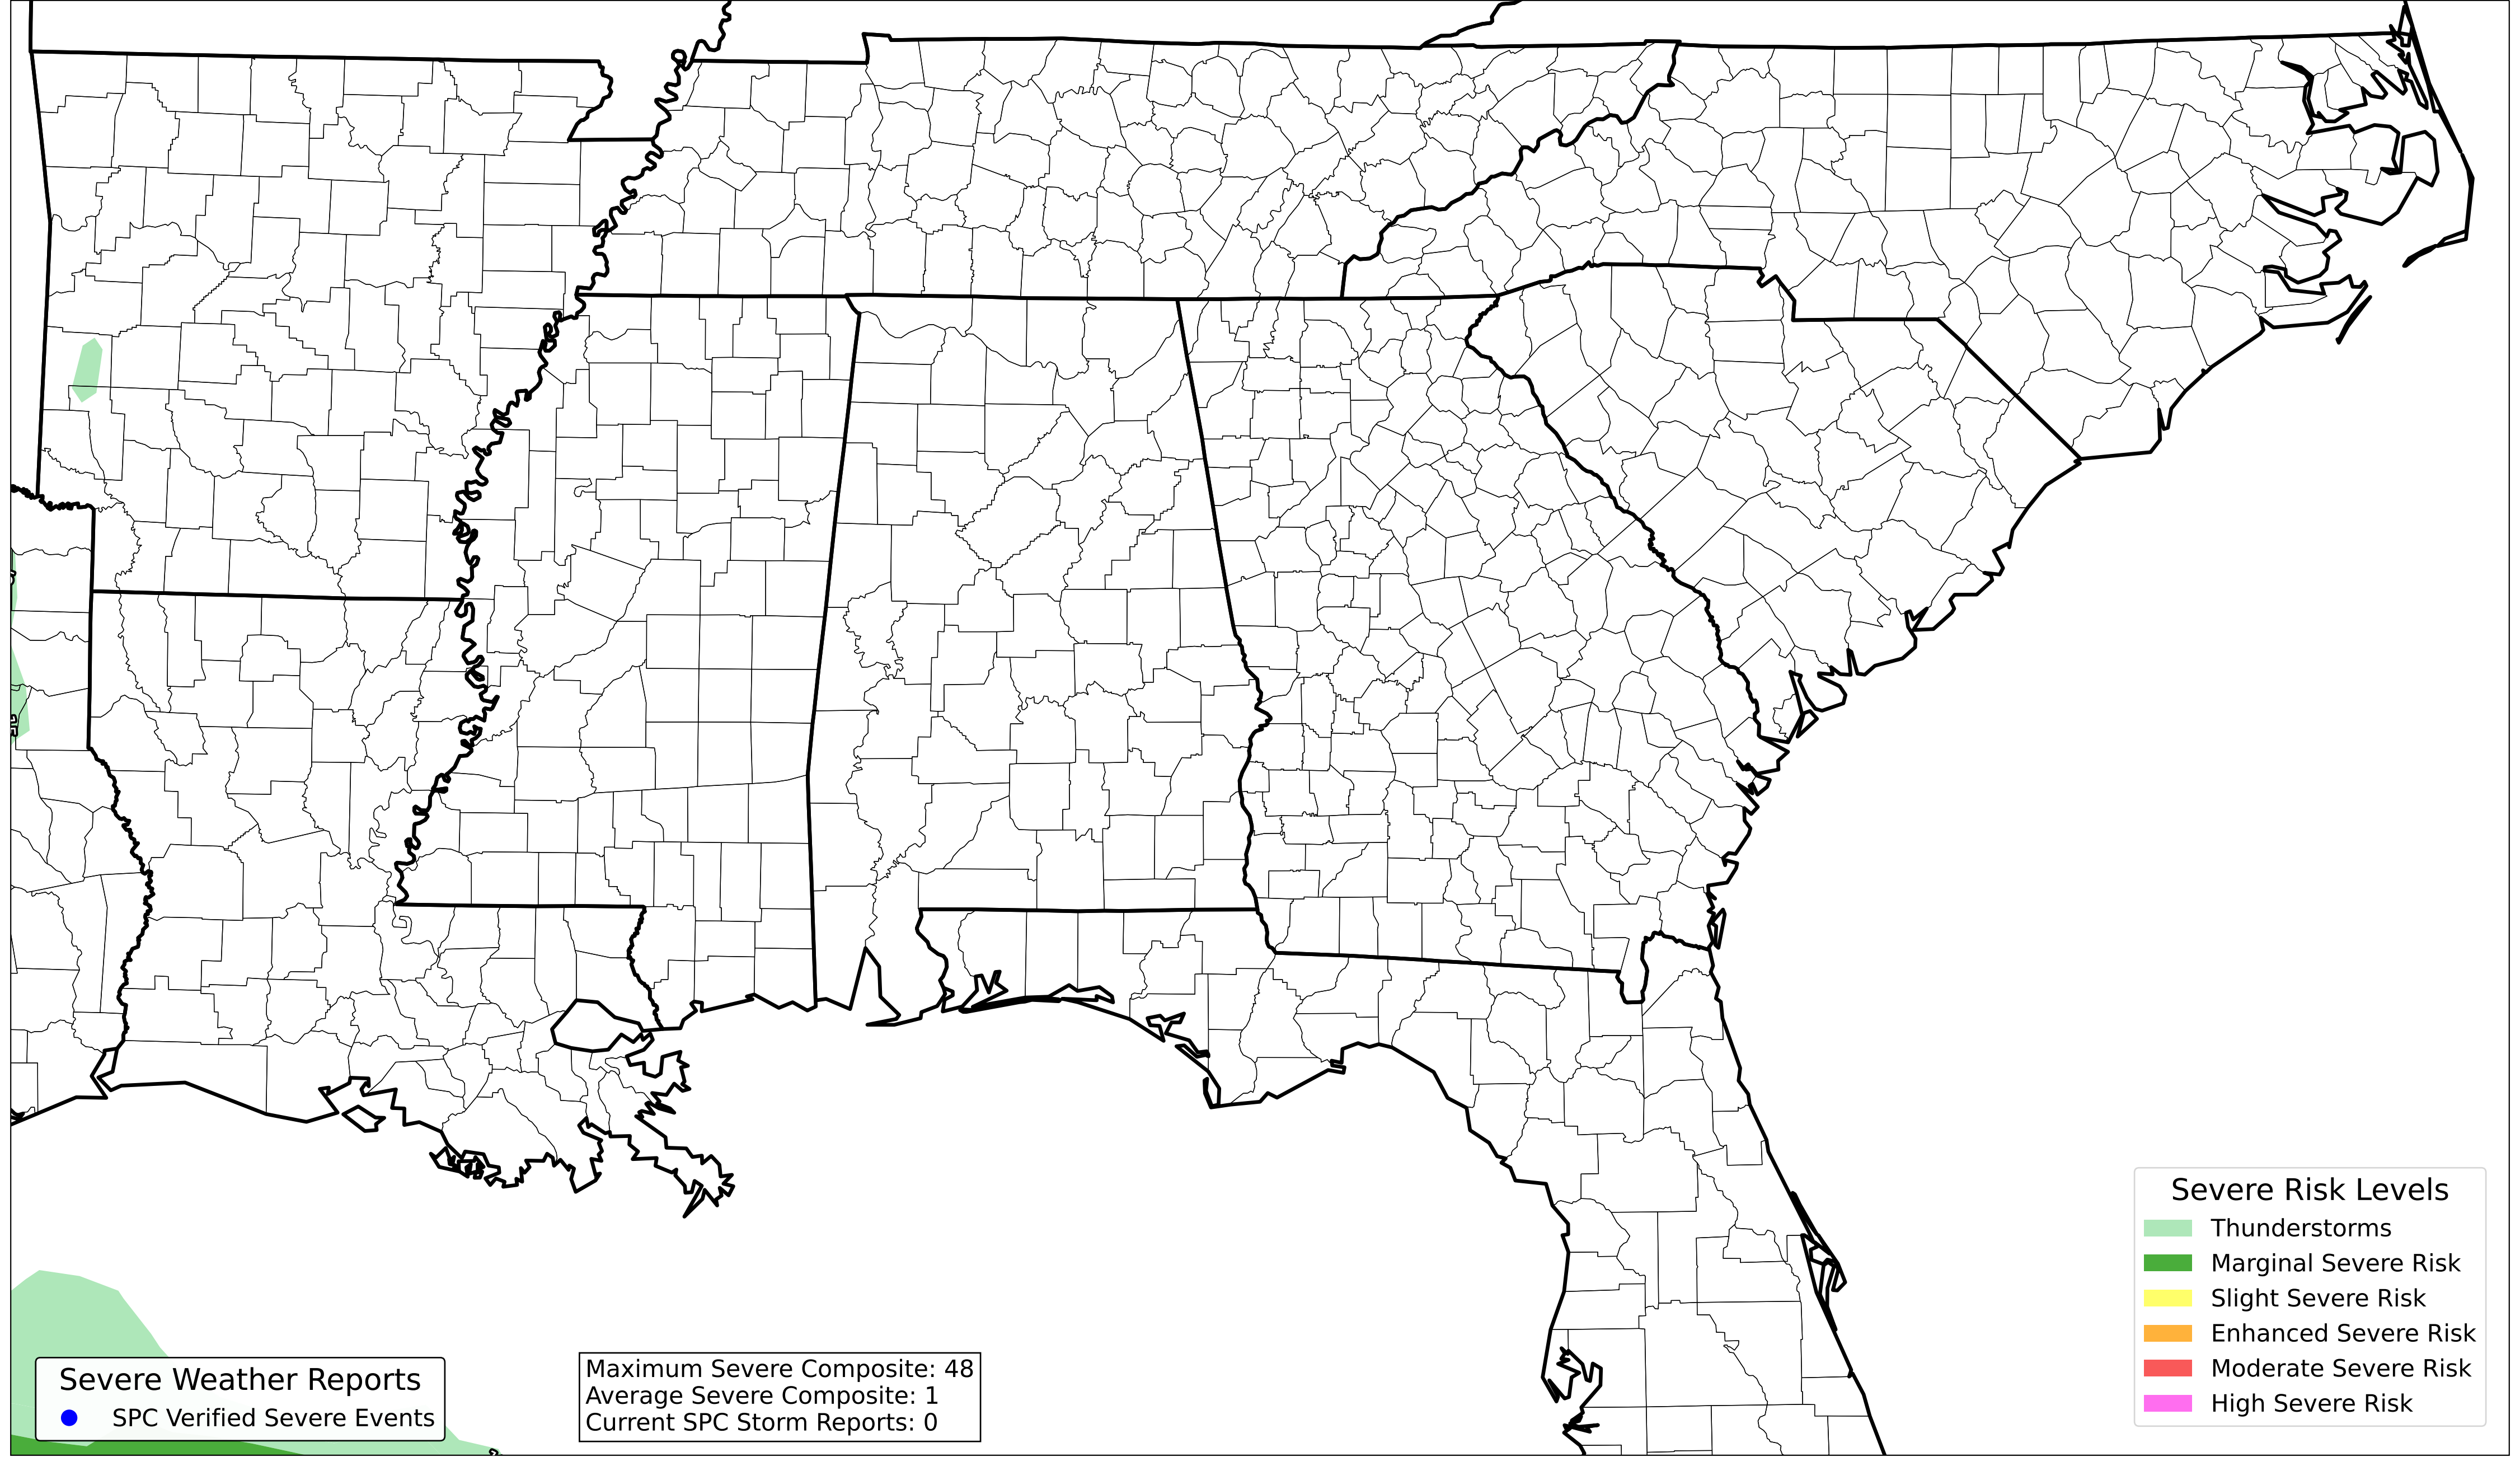 Severe Weather Reports
SPC Verified Severe Events
Maximum Severe Composite: 48
Average Severe Composite: 1
Current SPC Storm Reports: 0
Severe Risk Levels
Thunderstorms
Marginal Severe Risk
Slight Severe Risk
Enhanced Severe Risk
Moderate Severe Risk
High Severe Risk